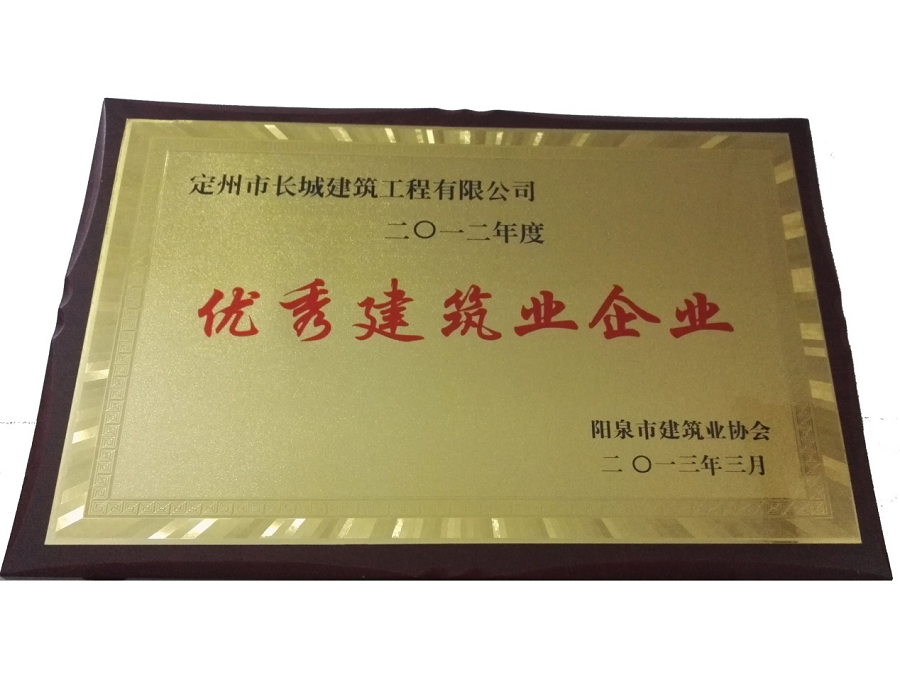 定州市长城建筑工程有限公司
二〇一二年度
优秀建筑业企业
阳泉市建筑业协会
二〇一三年三月